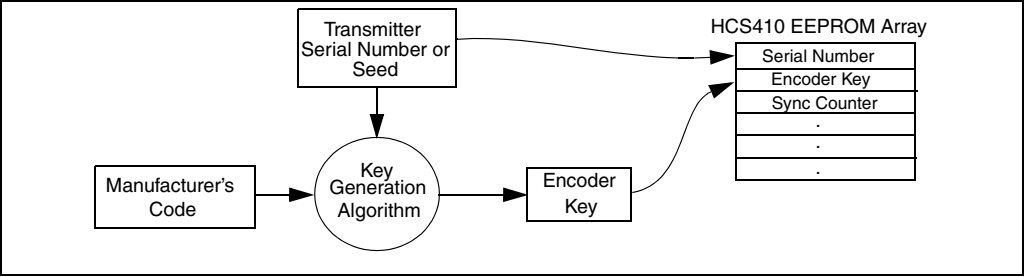 Transmitter
Serial Number or
Seed
HCS410 EEPROM Array
Serial Number
Encoder Key
Sync Counter
.
.
.
Manufacturer's
Code
Key
Generation
Algorithm
Encoder
Key